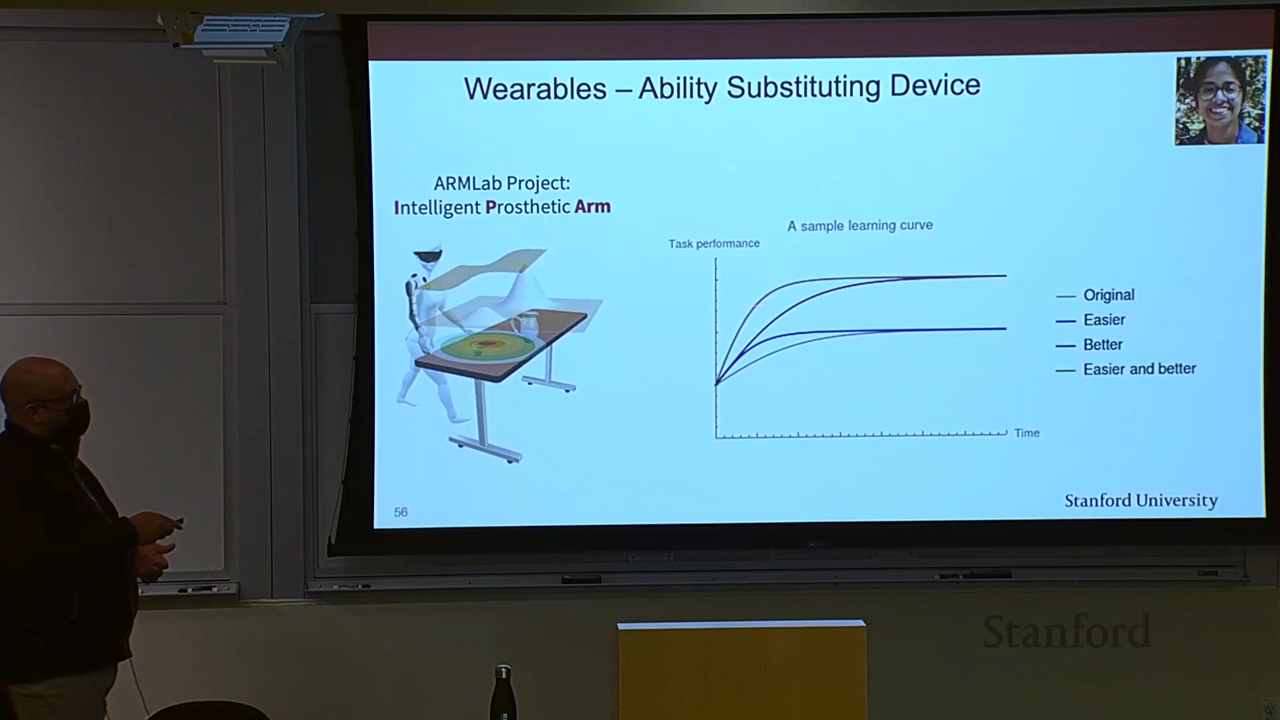 Wearables – Ability Substituting Device
ARMLab Project:
Intelligent Prosthetic Arm
A sample learning curve
Task performance
Original
Easier
Better
Easier and better
Time
56
Stanford University
Stanford